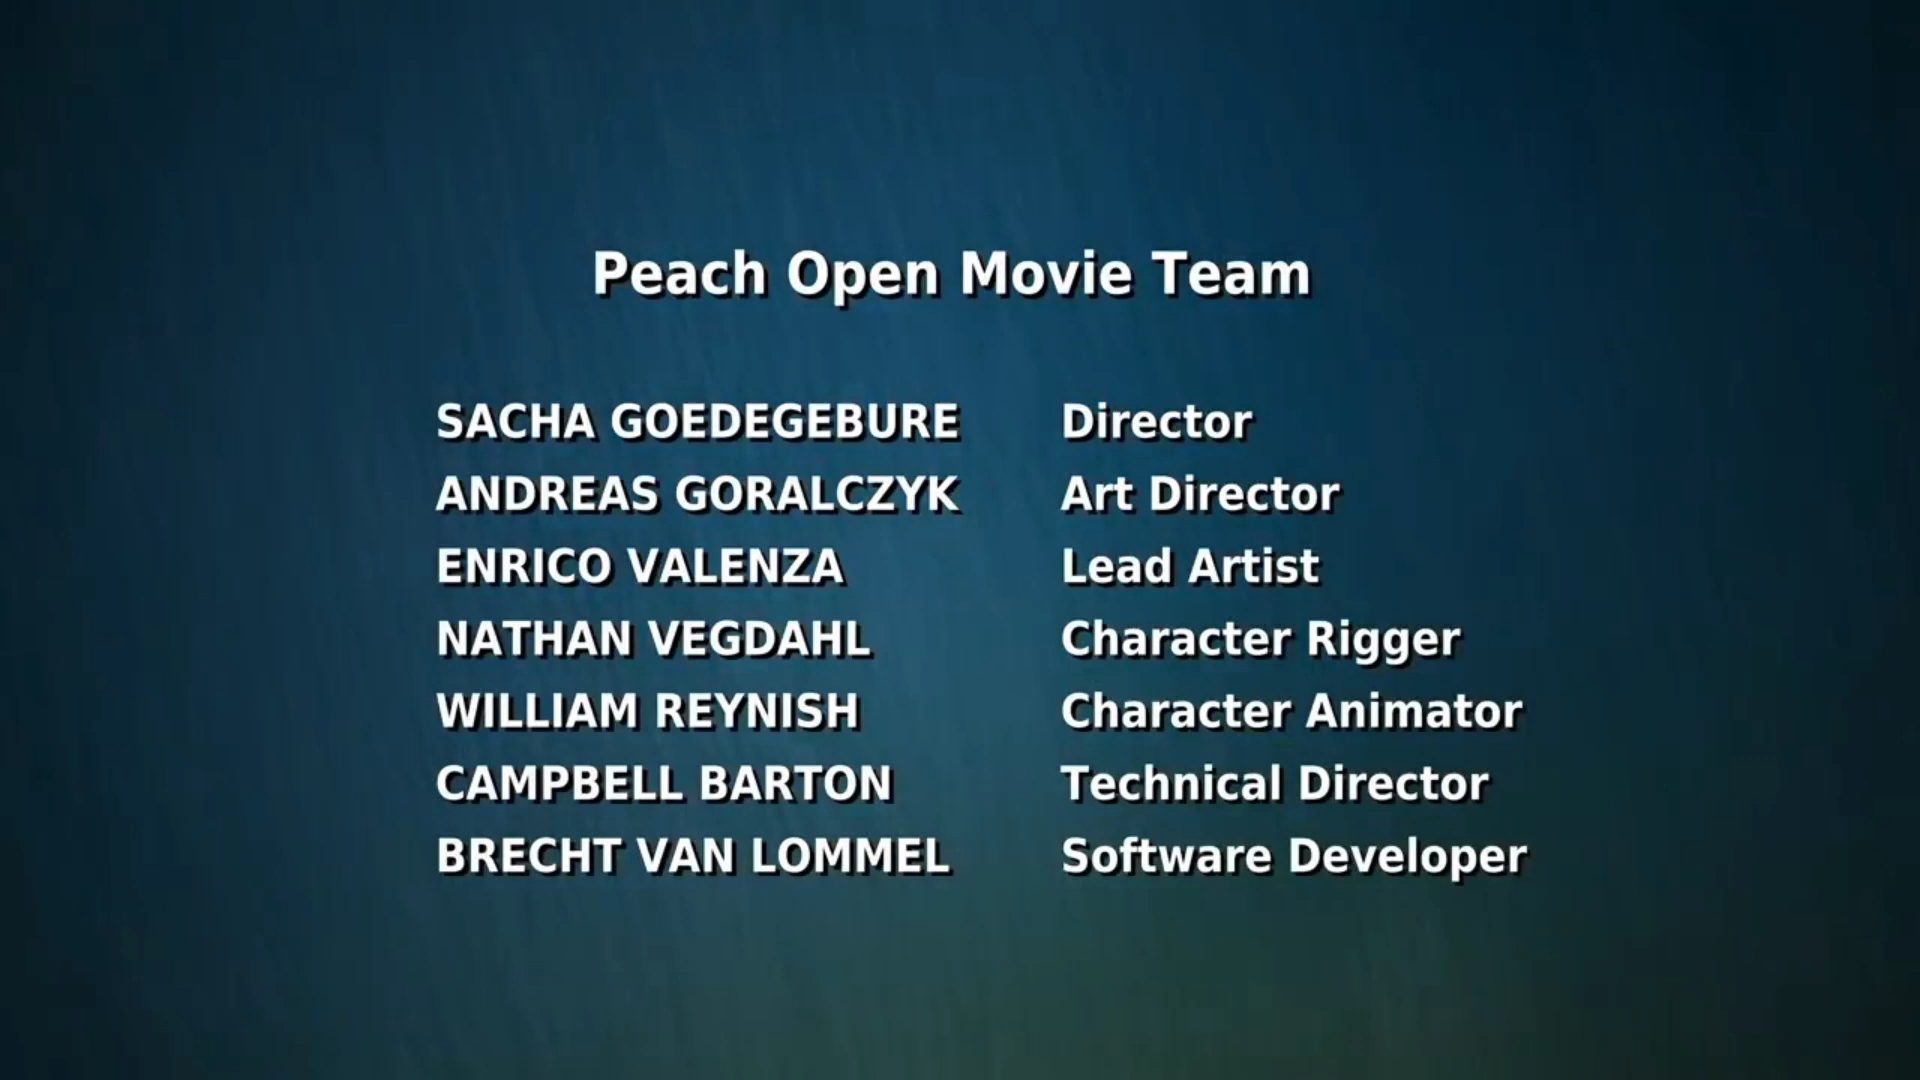 Peach Open Movie Team
SACHA GOEDEGEBURE Director
ANDREAS GORALCZYK Art Director
ENRICO VALENZA Lead Artist
NATHAN VEGDAHL Character Rigger
WILLIAM REYNISH Character Animator
CAMPBELL BARTON Technical Director
BRECHT VAN LOMMEL Software Developer